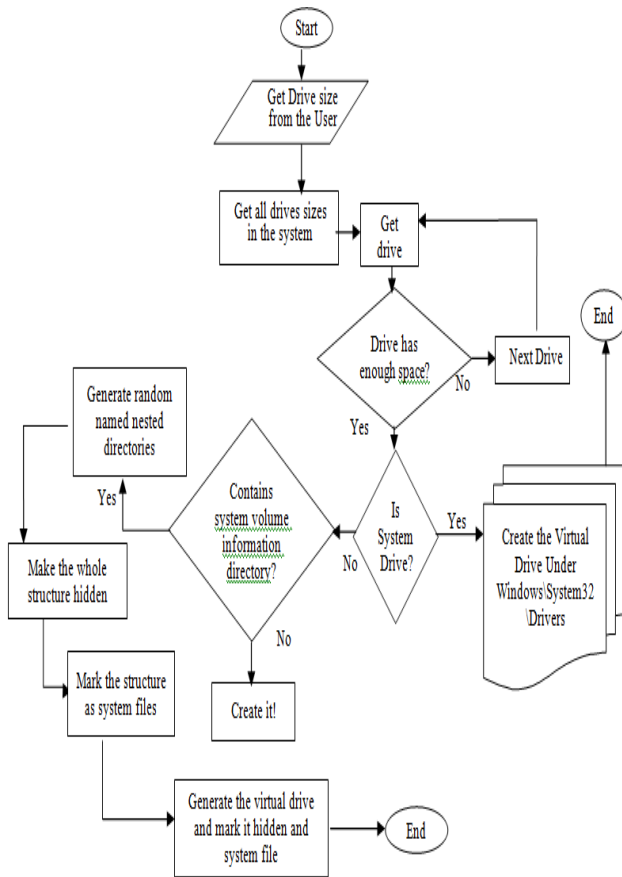 Start
Get Drive size
from the User
Get all drives sizes
in the system
Get
drive
End
Drive has
enough space?
No
Next Drive
Yes
Generate random
named nested
directories
Yes
Contains
system volume
information
directory?
No
Is
System
Drive?
Yes
Create the Virtual
Drive Under
Windows\System32
\Drivers
Make the whole
structure hidden
No
Create it!
Mark the structure
as system files
Generate the virtual drive
and mark it hidden and
system file
End